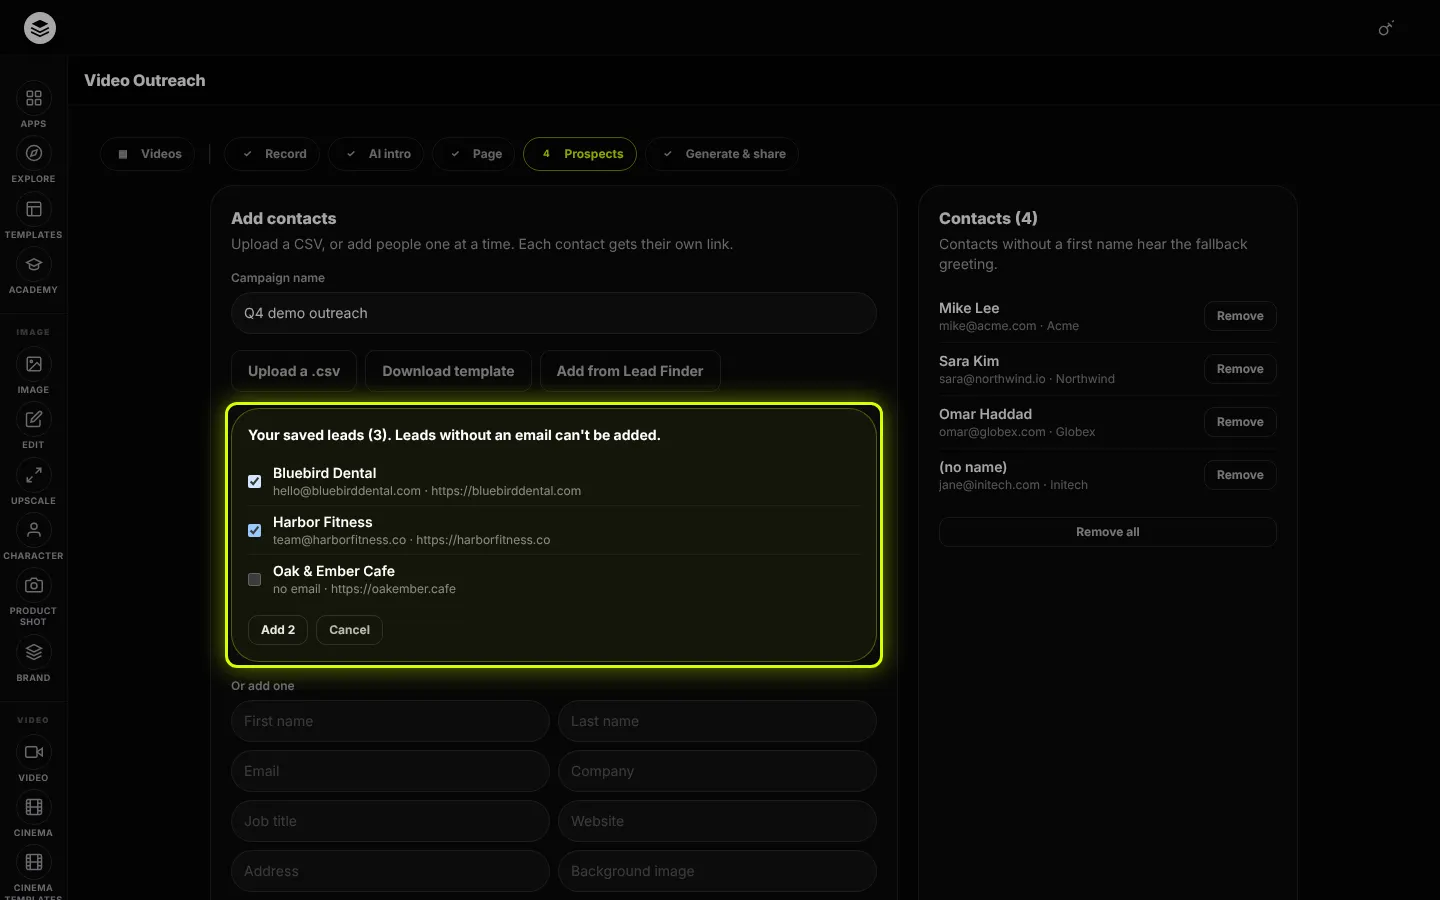 Video Outreach
APPS
EXPLORE
TEMPLATES
ACADEMY
IMAGE
IMAGE
EDIT
UPSCALE
CHARACTER
PRODUCT
SHOT
BRAND
VIDEO
VIDEO
CINEMA
CINEMA
TEMPLATES
Videos
Record
AI intro
Page
4 Prospects
Generate & share
Add contacts
Upload a CSV, or add people one at a time. Each contact gets their own link.
Campaign name
Q4 demo outreach
Upload a .csv
Download template
Add from Lead Finder
Your saved leads (3). Leads without an email can't be added.
Bluebird Dental
hello@bluebirddental.com · https://bluebirddental.com
Harbor Fitness
team@harborfitness.co · https://harborfitness.co
Oak & Ember Cafe
no email · https://oakember.cafe
Add 2
Cancel
Or add one
First name
Last name
Email
Company
Job title
Website
Address
Background image
Contacts (4)
Contacts without a first name hear the fallback
greeting.
Mike Lee
mike@acme.com · Acme
Remove
Sara Kim
sara@northwind.io · Northwind
Remove
Omar Haddad
omar@globex.com · Globex
Remove
(no name)
jane@initech.com · Initech
Remove
Remove all